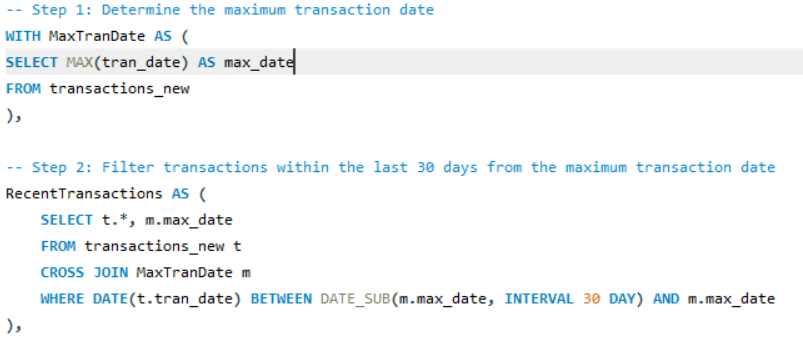 -- Step 1: Determine the maximum transaction date
WITH MaxTranDate AS (
SELECT MAX(tran_date) AS max_date
FROM transactions_new
),

-- Step 2: Filter transactions within the last 30 days from the maximum transaction date
RecentTransactions AS (
    SELECT t.*, m.max_date
    FROM transactions_new t
    CROSS JOIN MaxTranDate m
    WHERE DATE(t.tran_date) BETWEEN DATE_SUB(m.max_date, INTERVAL 30 DAY) AND m.max_date
),